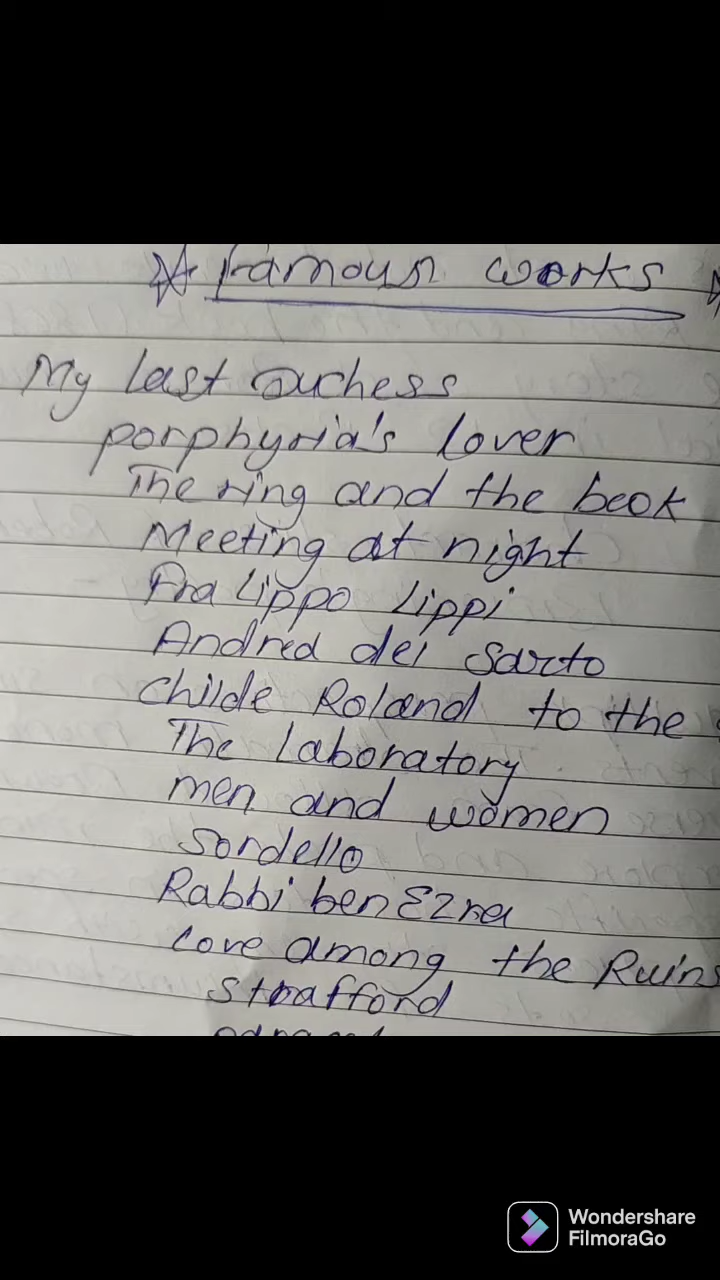 Famous works
My last Duchess
porphyria's lover
The ring and the book
Meeting at night
Fra Lippo Lippi
Andrea del Sarto
Childe Roland to the
The Laboratory
men and women
Sordello
Rabbi ben Ezra
Love among the Ruins
Strafford
Wondershare
FilmoraGo